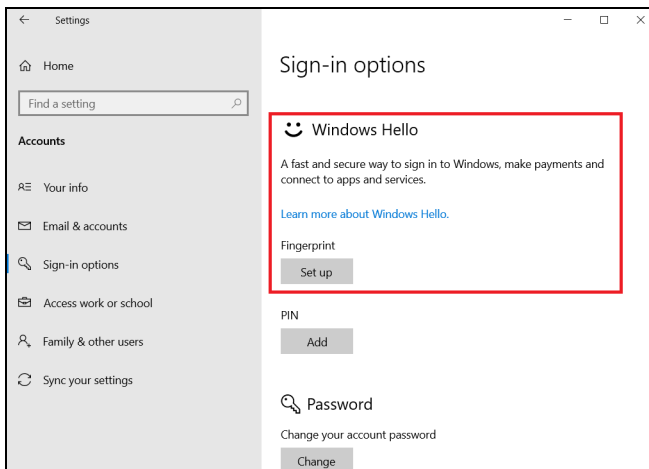 Settings
Home
Find a setting
Accounts
Your info
Email & accounts
Sign-in options
Access work or school
Family & other users
Sync your settings
Sign-in options
Windows Hello
A fast and secure way to sign in to Windows, make payments and
connect to apps and services.
Learn more about Windows Hello.
Fingerprint
Set up
PIN
Add
Password
Change your account password
Change